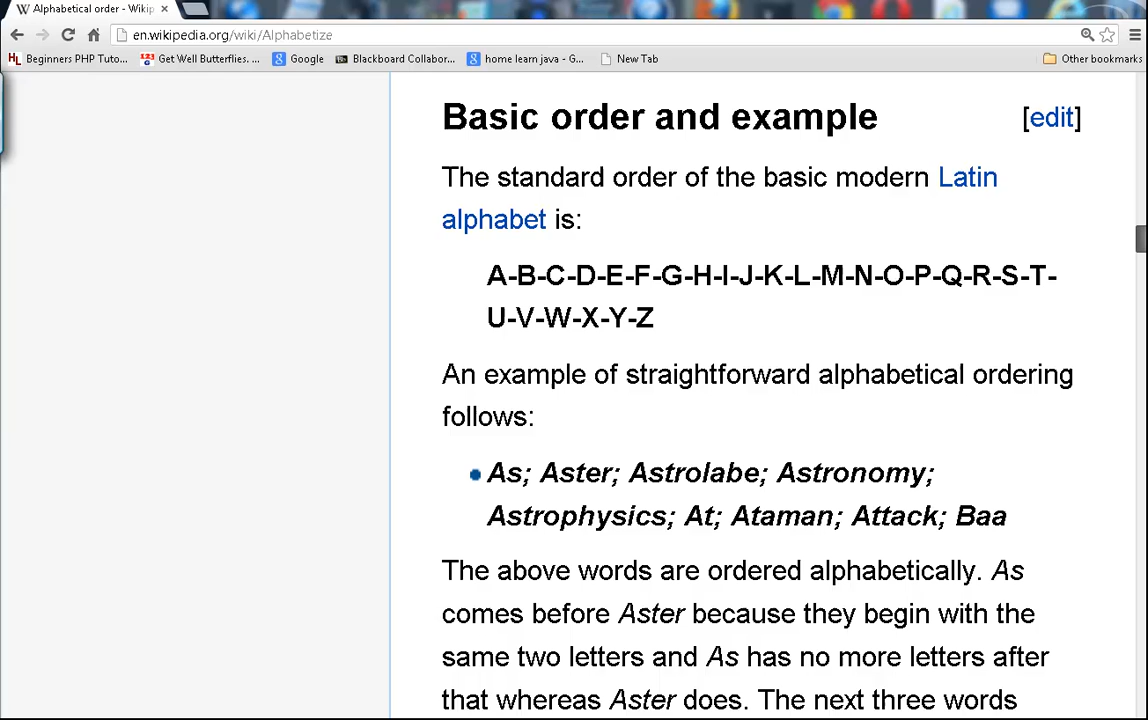 Alphabetical order - Wikip
en.wikipedia.org/wiki/Alphabetize
Beginners PHP Tuto... Get Well Butterflies. ... Google Blackboard Collabor... home learn java - G... New Tab Other bookmarks
Basic order and example [edit]
The standard order of the basic modern Latin
alphabet is:
A-B-C-D-E-F-G-H-I-J-K-L-M-N-O-P-Q-R-S-T-
U-V-W-X-Y-Z
An example of straightforward alphabetical ordering
follows:
As; Aster; Astrolabe; Astronomy;
Astrophysics; At; Ataman; Attack; Baa
The above words are ordered alphabetically. As
comes before Aster because they begin with the
same two letters and As has no more letters after
that whereas Aster does. The next three words